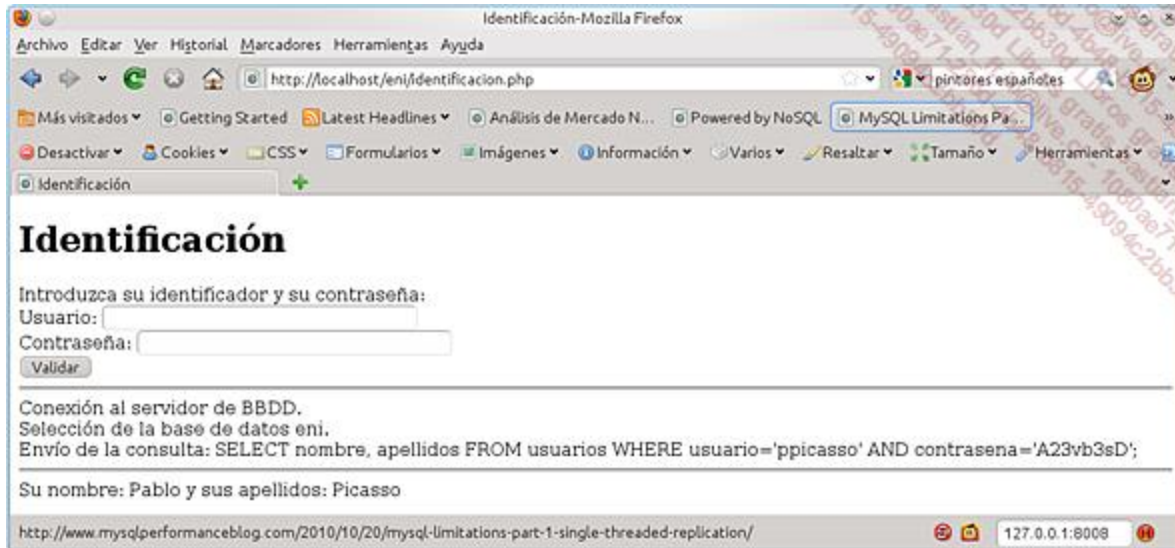 Identificación-Mozilla Firefox
Archivo Editar Ver Historial Marcadores Herramientas Ayuda
http://localhost/eni/identificacion.php pintores españoles
Más visitados Getting Started Latest Headlines Análisis de Mercado N... Powered by NoSQL MySQL Limitations Pa...
Desactivar Cookies CSS Formularios Imágenes Información Varios Resaltar Tamaño Herramientas
Identificación
Identificación
Introduzca su identificador y su contraseña:
Usuario:
Contraseña:
Validar
Conexión al servidor de BBDD.
Selección de la base de datos eni.
Envío de la consulta: SELECT nombre, apellidos FROM usuarios WHERE usuario='ppicasso' AND contrasena='A23vb3sD';
Su nombre: Pablo y sus apellidos: Picasso
http://www.mysqlperformanceblog.com/2010/10/20/mysql-limitations-part-1-single-threaded-replication/ 127.0.0.1:8008